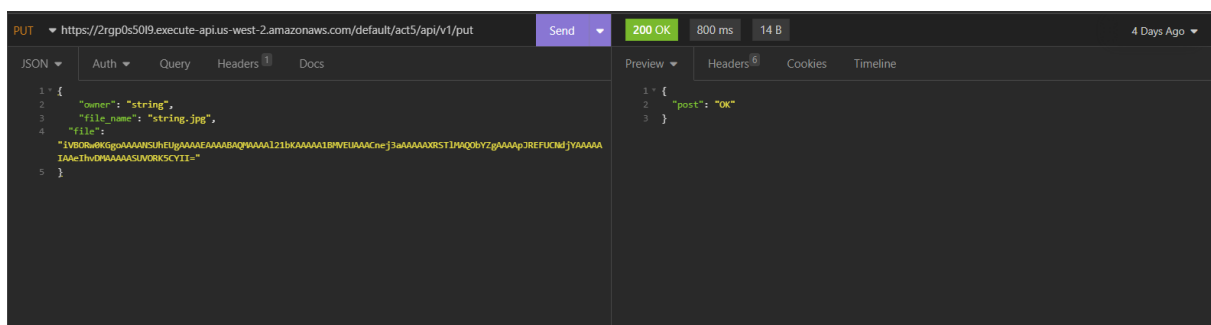 PUT https://2rgp0s50l9.execute-api.us-west-2.amazonaws.com/default/act5/api/v1/put Send
200 OK 800 ms 14 B 4 Days Ago
JSON Auth Query Headers 1 Docs
Preview Headers 6 Cookies Timeline
1 {
2 "owner": "string",
3 "file_name": "string.jpg",
4 "file":
"iVBORw0KGgoAAAANSUhEUgAAAAEAAAABAQMAAAAl21bKAAAAA1BMVEUAAACnej3aAAAAAXRSTlMAQObYZgAAAApJREFUCNdjYAAAAA
IAAeIhvDMAAAAASUVORK5CYII="
5 }
1 {
2 "post": "OK"
3 }